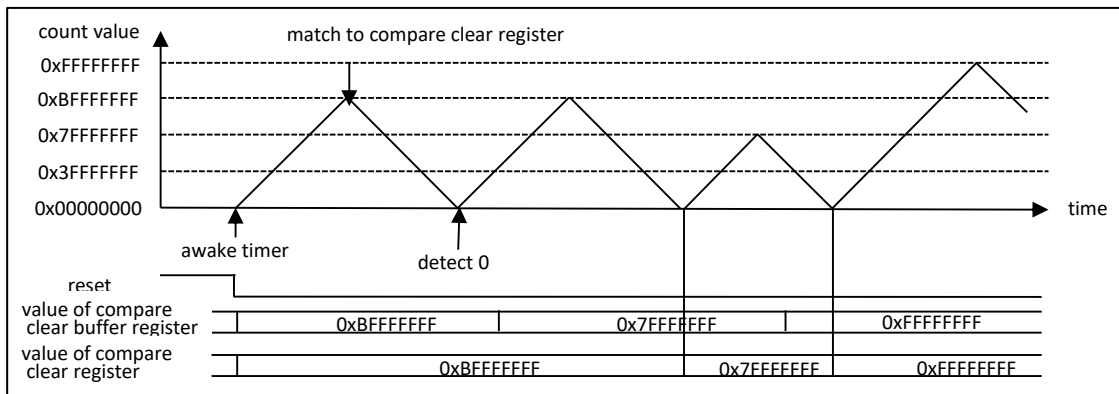 count value
match to compare clear register
0xFFFFFFFF
0xBFFFFFFF
0x7FFFFFFF
0x3FFFFFFF
0x00000000
time
awake timer
detect 0
reset
value of compare
clear buffer register
0xBFFFFFFF
0x7FFFFFFF
0xFFFFFFFF
value of compare
clear register
0xBFFFFFFF
0x7FFFFFFF
0xFFFFFFFF